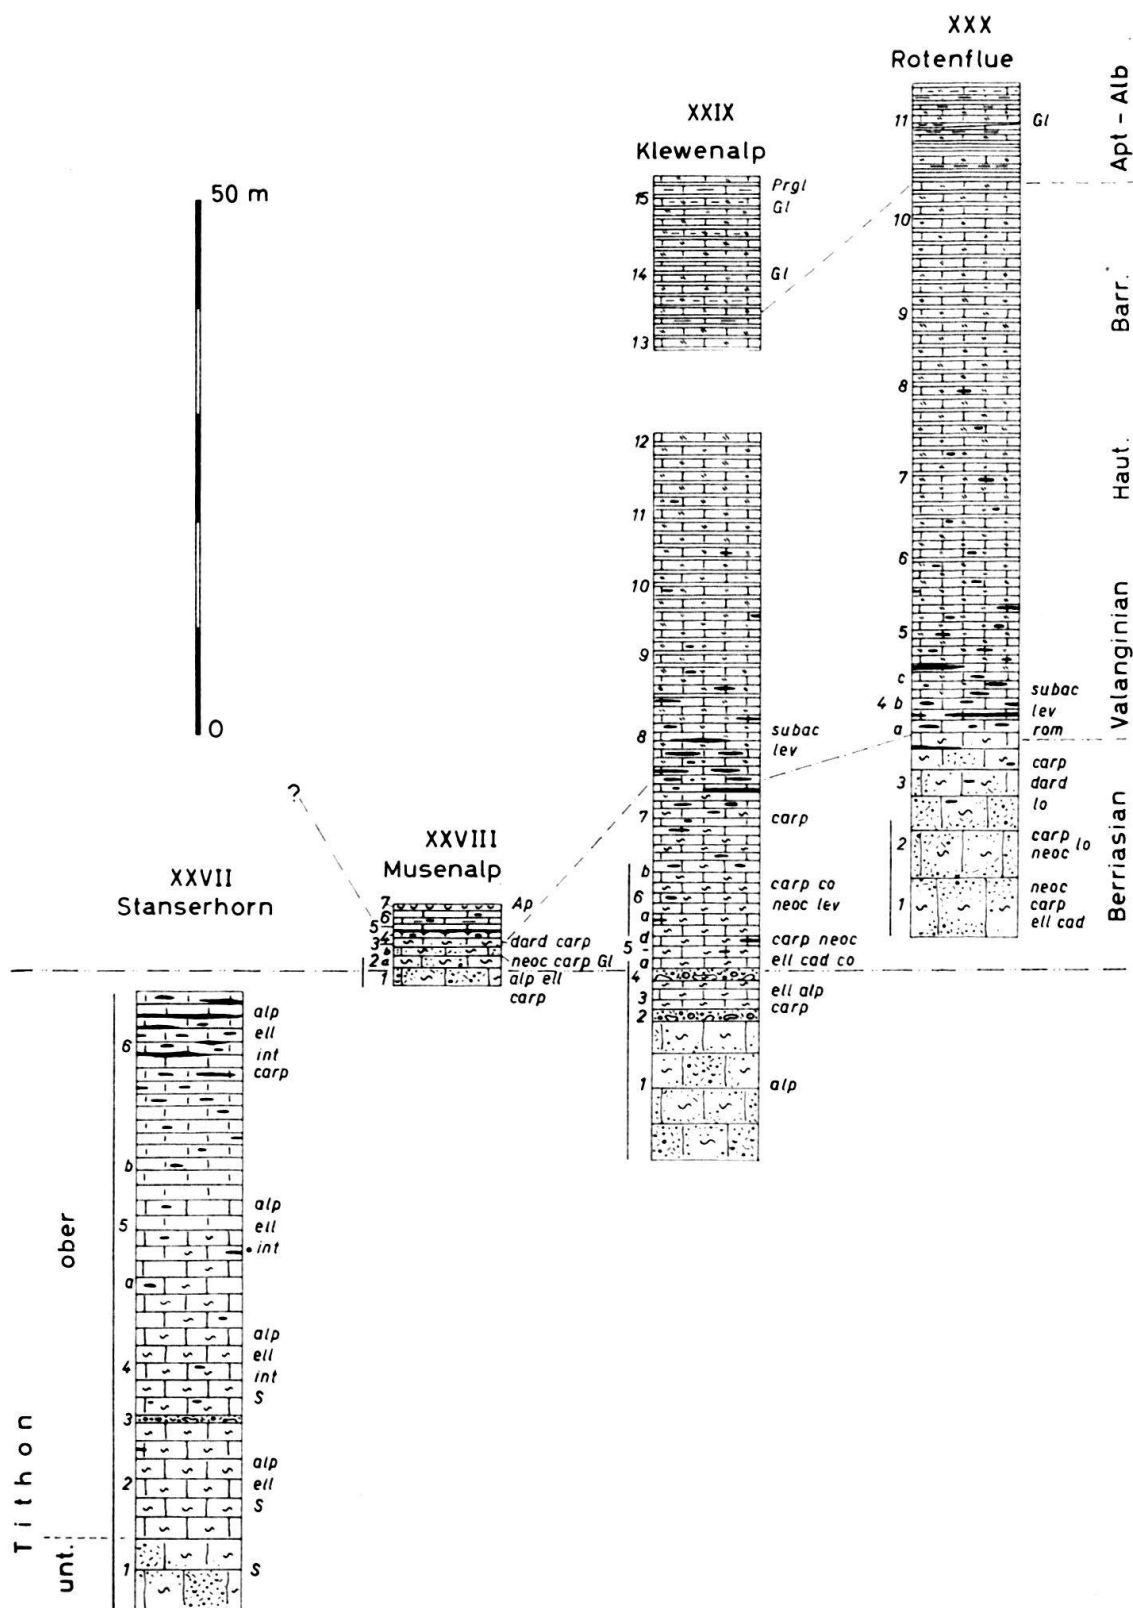 XXX
Rotenflue
11
Gl
10
9
8
7
6
5
c
4 b
a
subac
lev
rom
3
carp
dard
lo
2
carp lo
neoc
1
neoc
carp
ell cad
Apt - Alb
Barr.
Haut.
Valanginian
Berriasian
XXIX
Klewenalp
15
Prgl
Gl
14
Gl
13
12
11
10
9
8
subac
lev
7
carp
b
6
a
carp co
neoc lev
d
5
a
carp neoc
ell cad co
4
3
2
ell alp
carp
1
alp
50 m
0
?
XXVIII
Musenalp
7
6
5
4
3
b
2 a
1
Ap
dard carp
neoc carp Gl
alp ell
carp
XXVII
Stanserhorn
6
alp
ell
int
carp
b
5
a
alp
ell
int
4
alp
ell
int
S
3
2
alp
ell
S
1
S
ober
unt.
Tithon